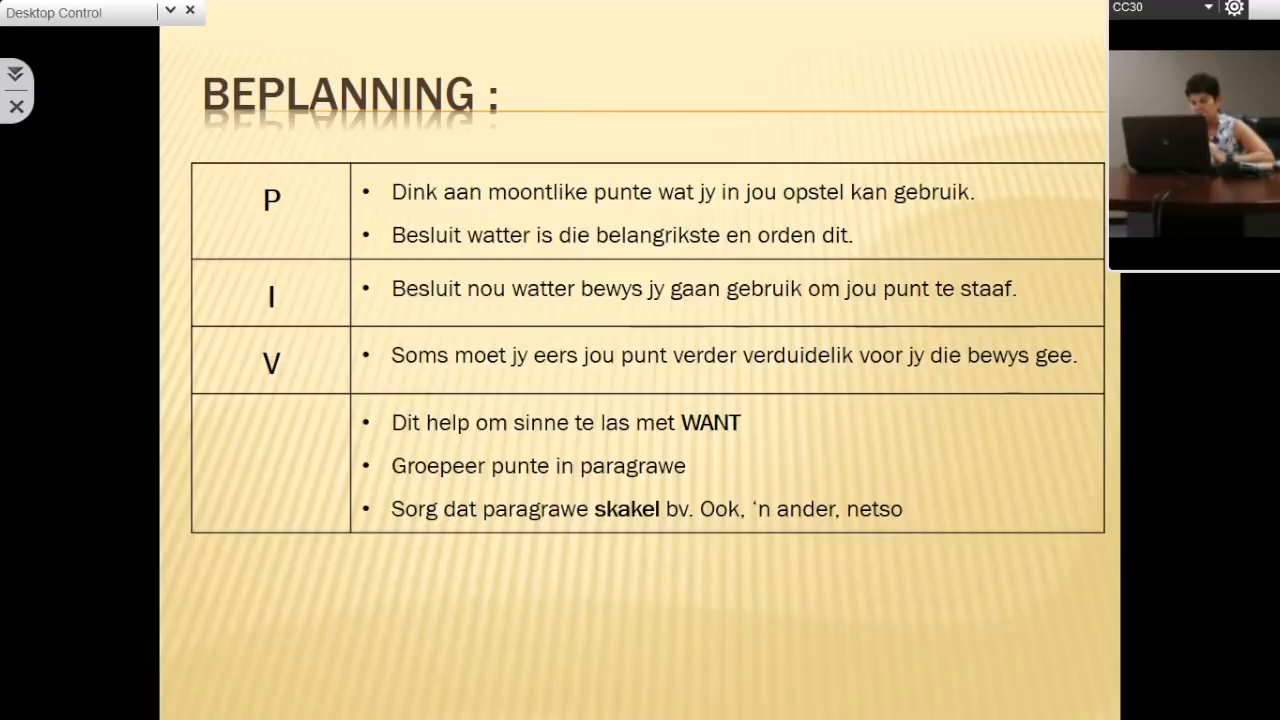 Desktop Control
CC30
BEPLANNING :
P
• Dink aan moontlike punte wat jy in jou opstel kan gebruik.
• Besluit watter is die belangrikste en orden dit.
I
• Besluit nou watter bewys jy gaan gebruik om jou punt te staaf.
V
• Soms moet jy eers jou punt verder verduidelik voor jy die bewys gee.
• Dit help om sinne te las met WANT
• Groepeer punte in paragrawe
• Sorg dat paragrawe skakel bv. Ook, ‘n ander, netso